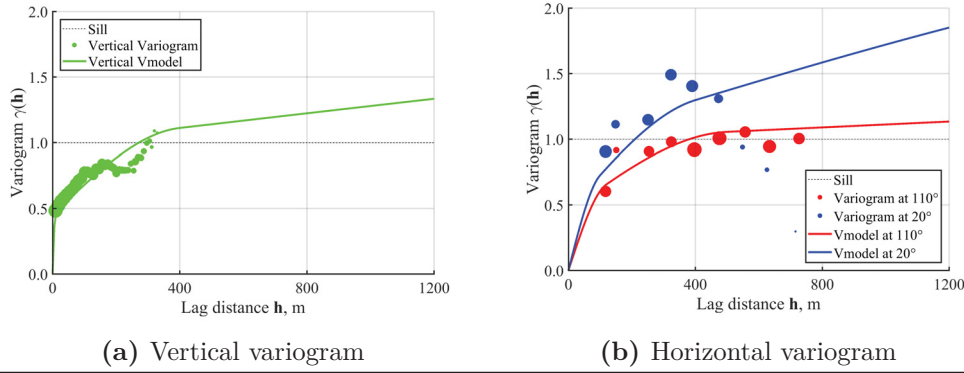 2.0
1.5
1.0
0.5
0.0
Variogram γ(h)
Sill
Vertical Variogram
Vertical Vmodel
0
400
800
1200
Lag distance h, m
(a) Vertical variogram
2.0
1.5
1.0
0.5
0.0
Variogram γ(h)
Sill
Variogram at 110°
Variogram at 20°
Vmodel at 110°
Vmodel at 20°
0
400
800
1200
Lag distance h, m
(b) Horizontal variogram